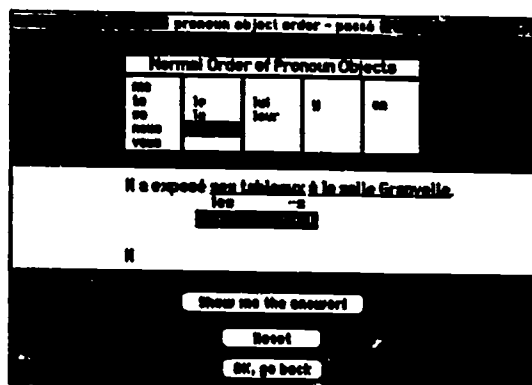 pronoun object order - passé
Normal Order of Pronoun Objects
me
te le lui y en
se la leur
nous
vous
Il a exposé ses tableaux à la salle Granvelle.
les -s
Il
Show me the answer!
Reset
OK, go back